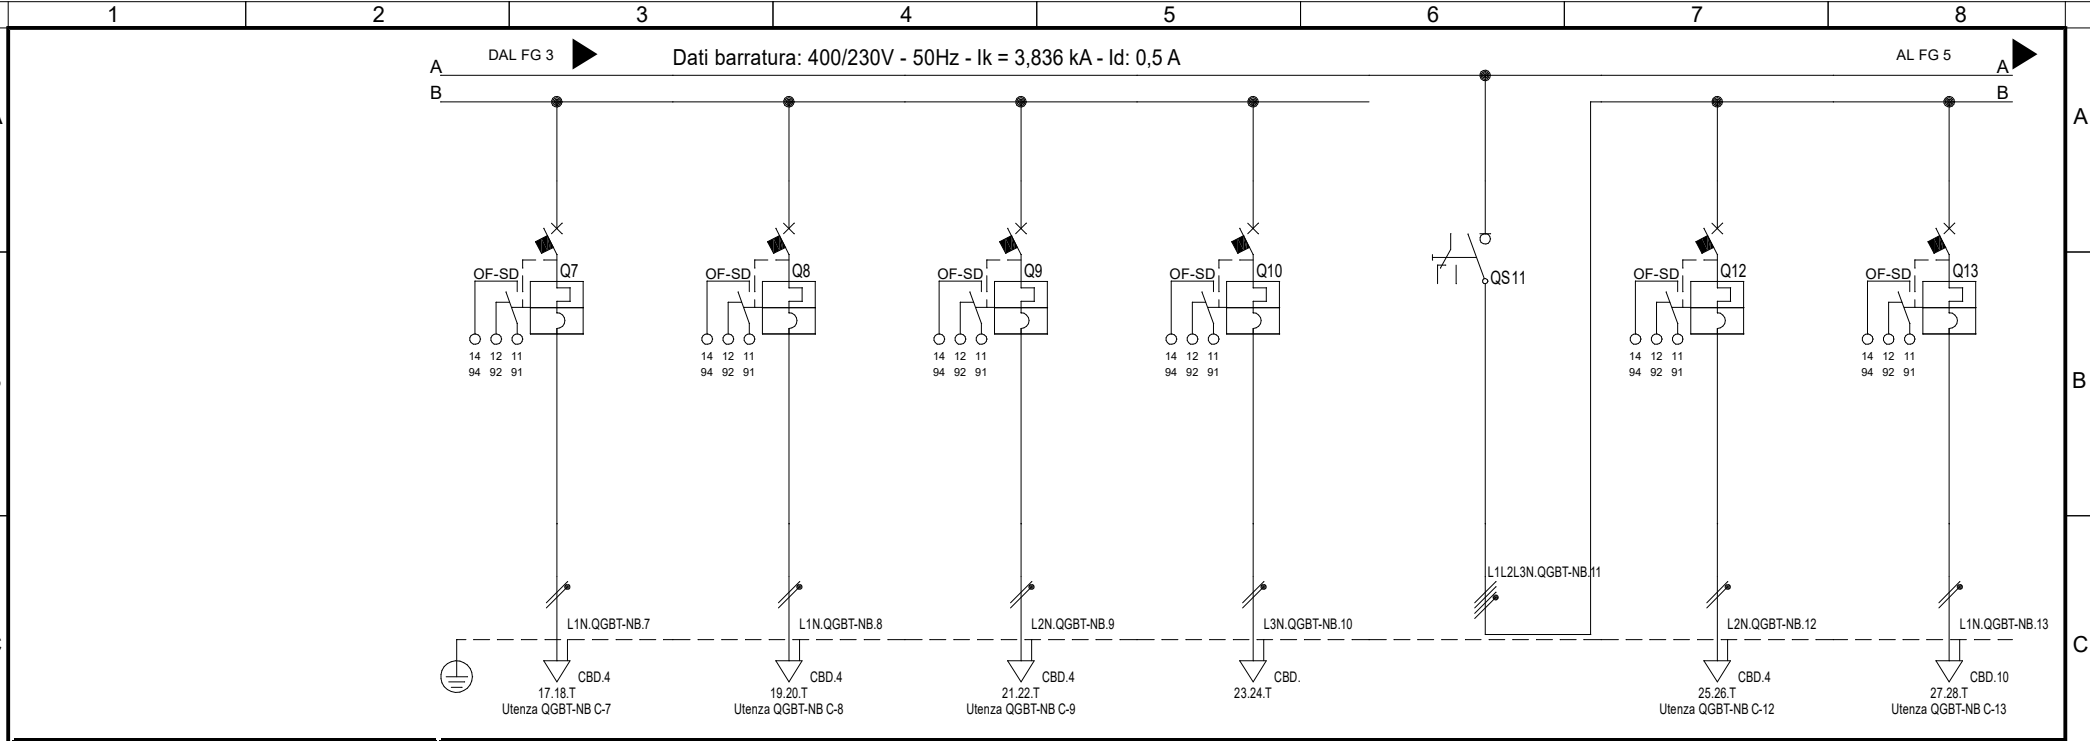 1 2 3 4 5 6 7 8
DAL FG 3 Dati barratura: 400/230V - 50Hz - Ik = 3,836 kA - Id: 0,5 A AL FG 5
A A
B B
A
OF-SD Q7 OF-SD Q8 OF-SD Q9 OF-SD Q10 QS11 OF-SD Q12 OF-SD Q13
14 12 11 14 12 11 14 12 11 14 12 11 14 12 11 14 12 11
94 92 91 94 92 91 94 92 91 94 92 91 94 92 91 94 92 91
B
L1L2L3N.QGBT-NB.11
L1N.QGBT-NB.7 L1N.QGBT-NB.8 L2N.QGBT-NB.9 L3N.QGBT-NB.10 L2N.QGBT-NB.12 L1N.QGBT-NB.13
C
CBD.4 CBD.4 CBD.4 CBD. CBD.4 CBD.10
17.18.T 19.20.T 21.22.T 23.24.T 25.26.T 27.28.T
Utenza QGBT-NB C-7 Utenza QGBT-NB C-8 Utenza QGBT-NB C-9 Utenza QGBT-NB C-12 Utenza QGBT-NB C-13